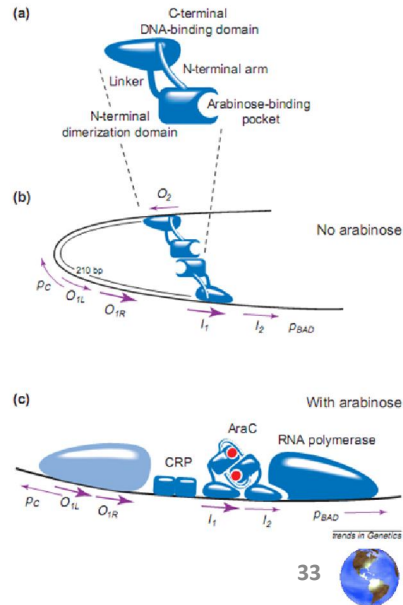 (a)
C-terminal
DNA-binding domain
N-terminal arm
Linker
N-terminal
dimerization domain
Arabinose-binding
pocket
(b)
O2
No arabinose
210 bp
pC
O1L
O1R
I1
I2
pBAD
(c)
With arabinose
AraC
CRP
RNA polymerase
pC
O1L
O1R
I1
I2
pBAD
trends in Genetics
33